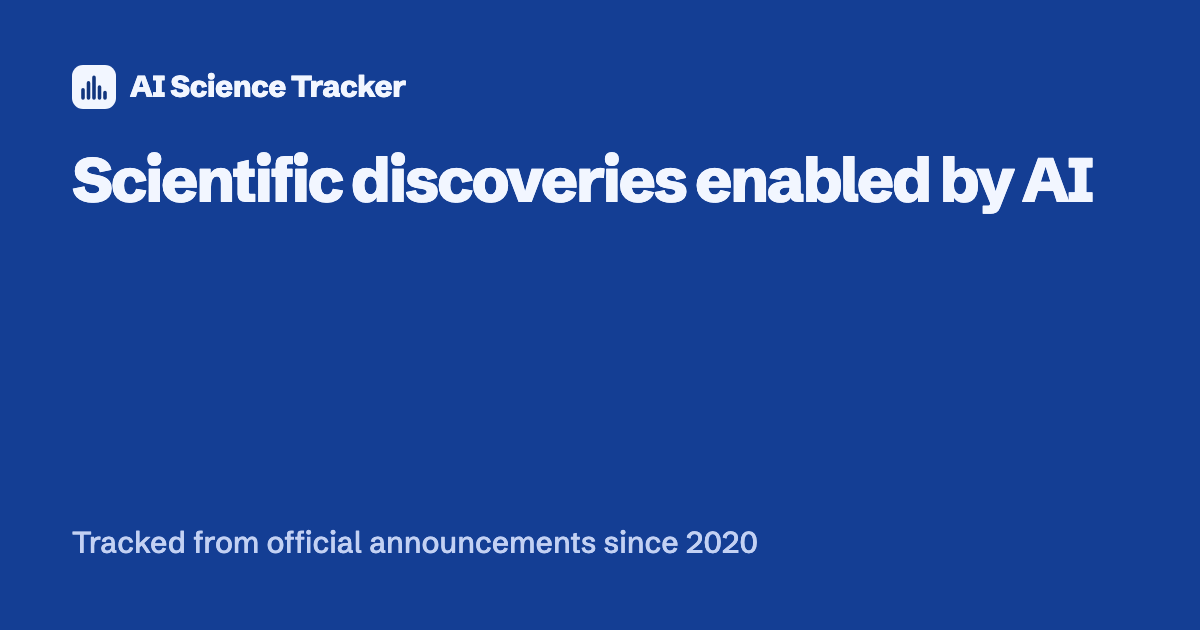 AI Science Tracker
Scientific discoveries enabled by AI
Tracked from official announcements since 2020